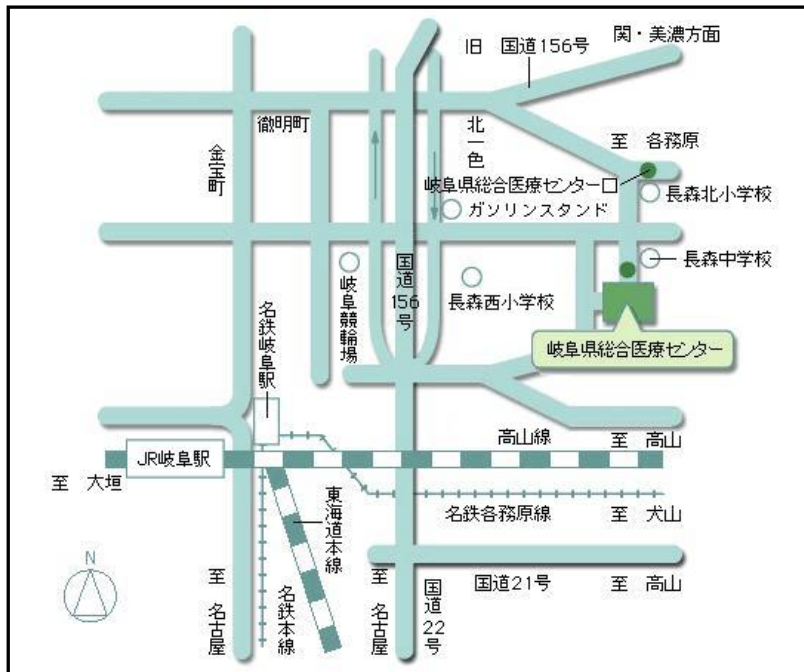 関・美濃方面
旧 国道156号
徹明町
北一色
至 各務原
金宝町
岐阜県総合医療センター口
長森北小学校
ガソリンスタンド
長森中学校
国道156号
岐阜競輪場
長森西小学校
名鉄岐阜駅
岐阜県総合医療センター
高山線
至 高山
JR岐阜駅
至 大垣
東海道本線
名鉄各務原線
至 犬山
N
至 名古屋
名鉄本線
至 名古屋
国道22号
国道21号
至 高山